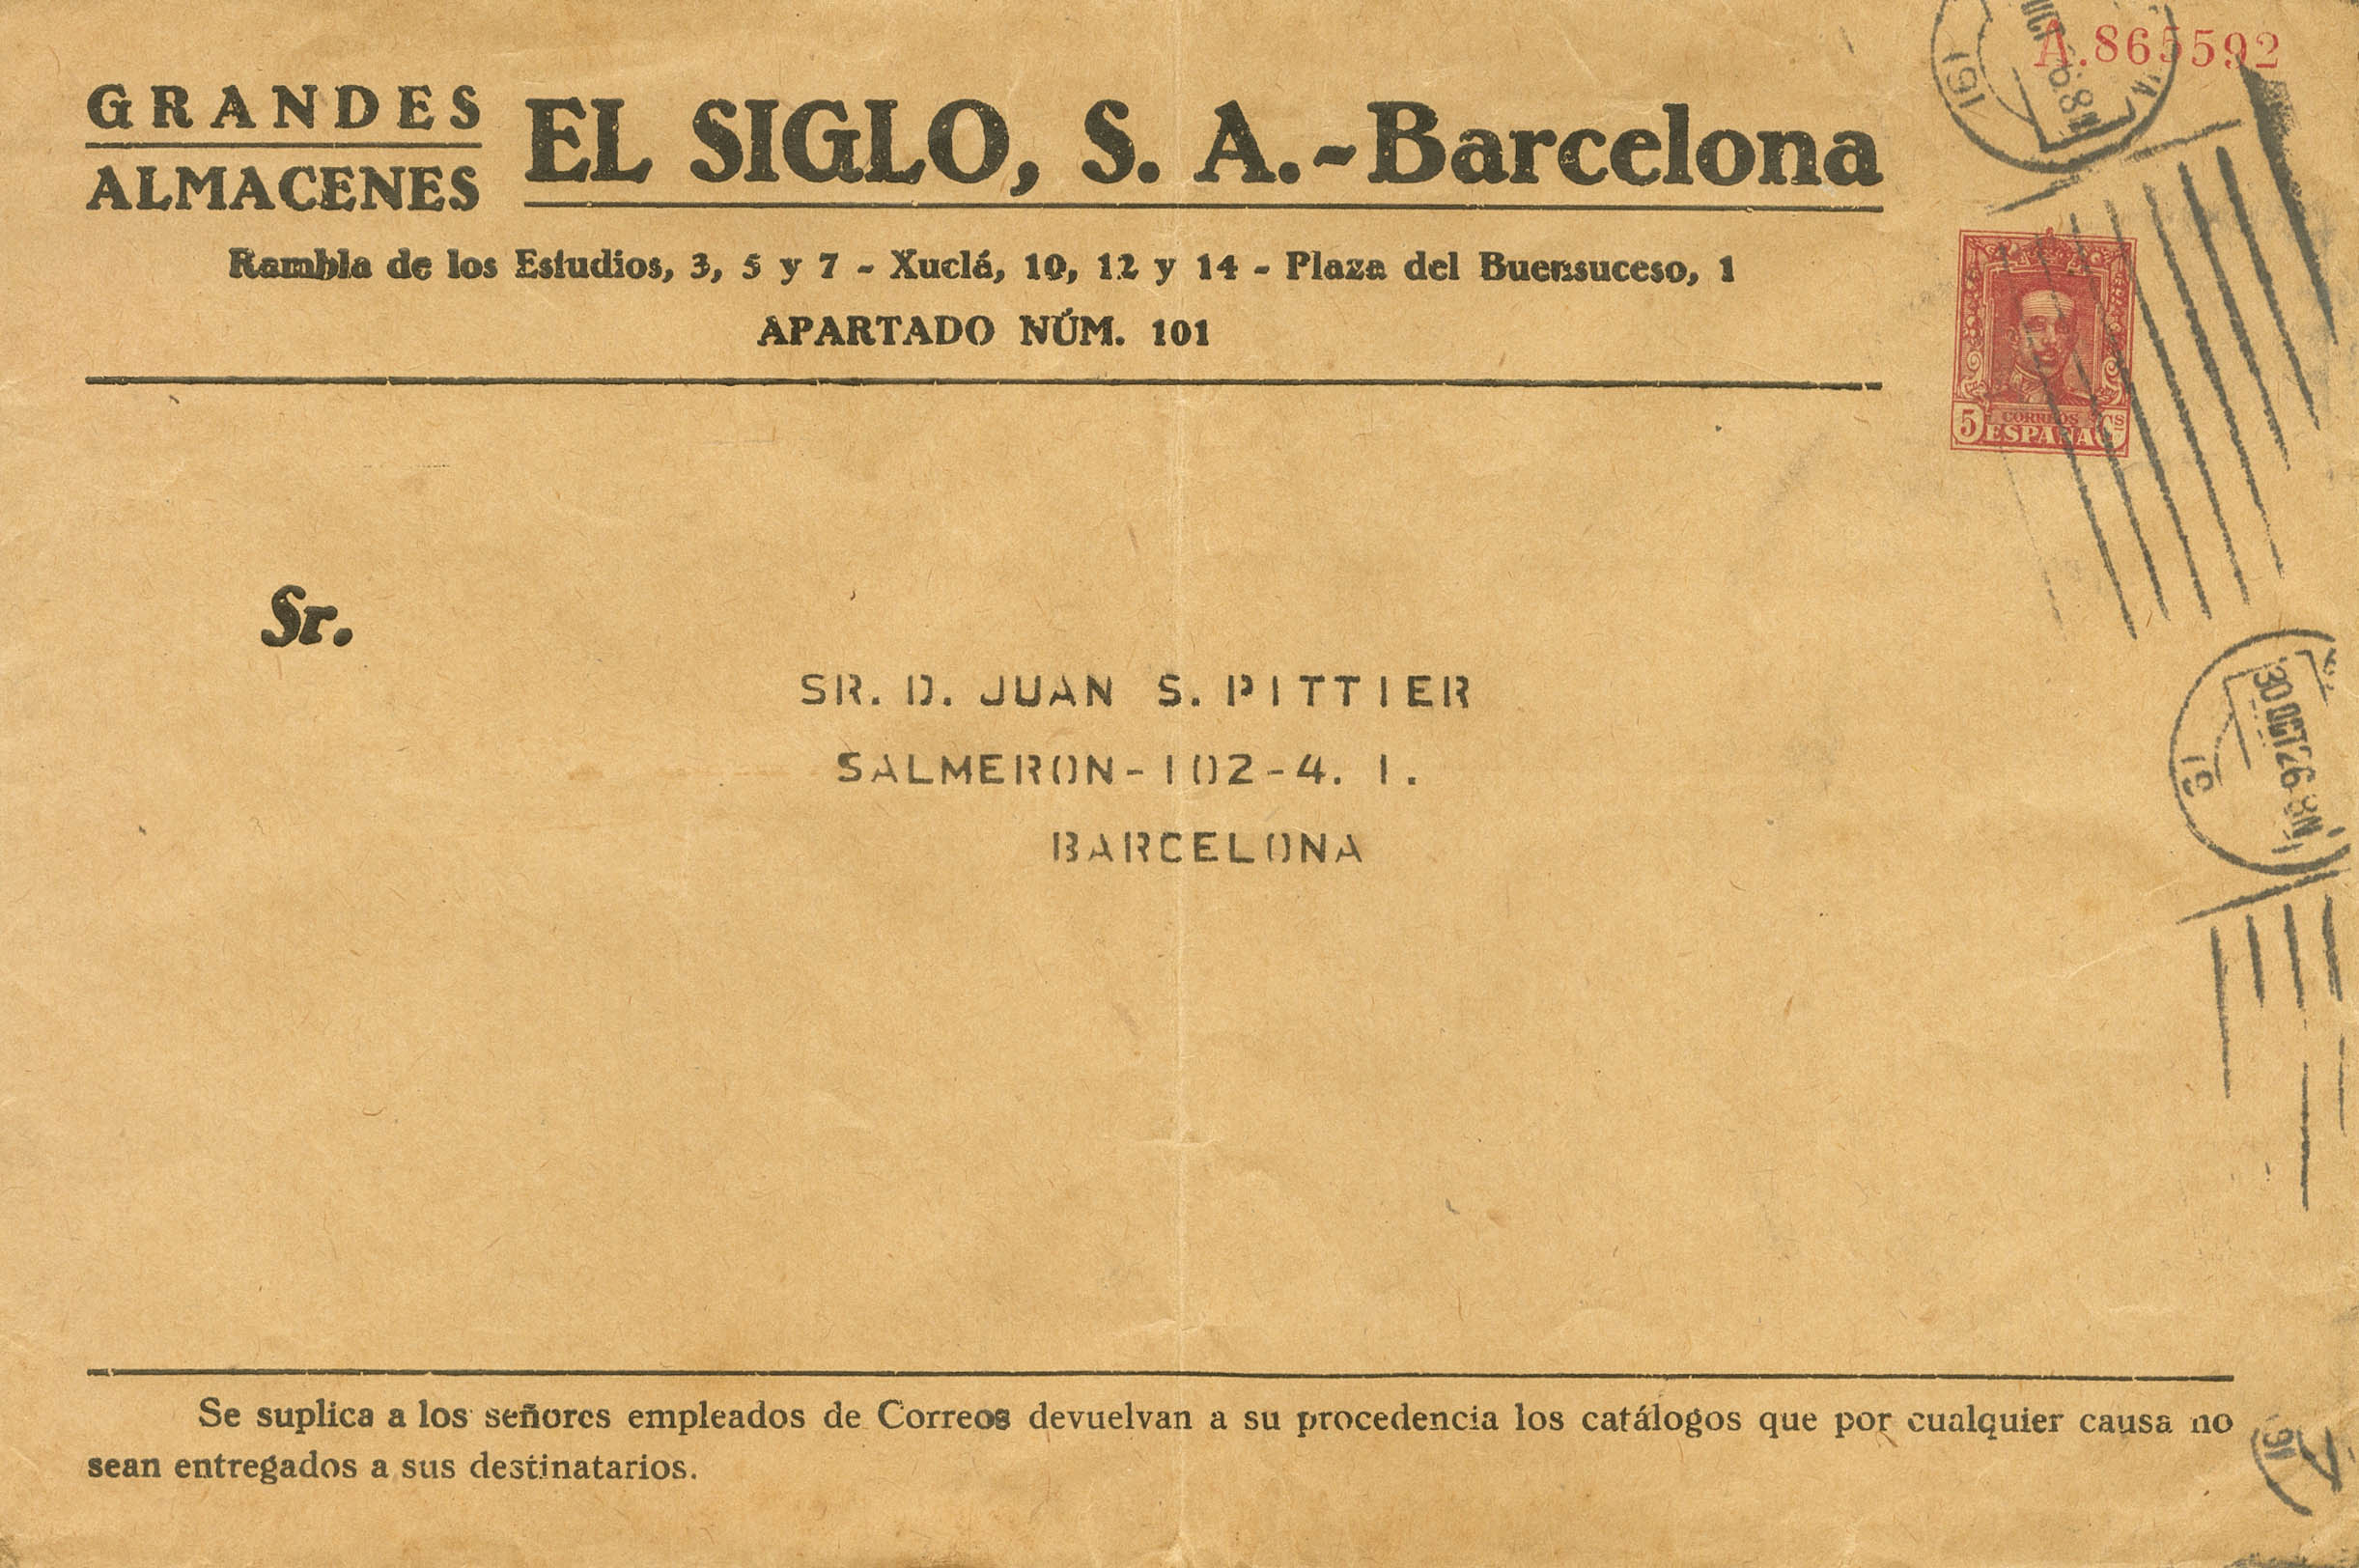 GRANDES
ALMACENES
EL SIGLO, S. A.-Barcelona
A.865592
Rambla de los Estudios, 3, 5 y 7 - Xuclá, 10, 12 y 14 - Plaza del Buensuceso, 1
APARTADO NÚM. 101
5 CORREOS Cs
ESPAÑA
Sr.
SR. D. JUAN S. PITTIER
SALMERON-102-4. 1.
BARCELONA
30 OCT 26 8N
Se suplica a los señores empleados de Correos devuelvan a su procedencia los catálogos que por cualquier causa no
sean entregados a sus destinatarios.